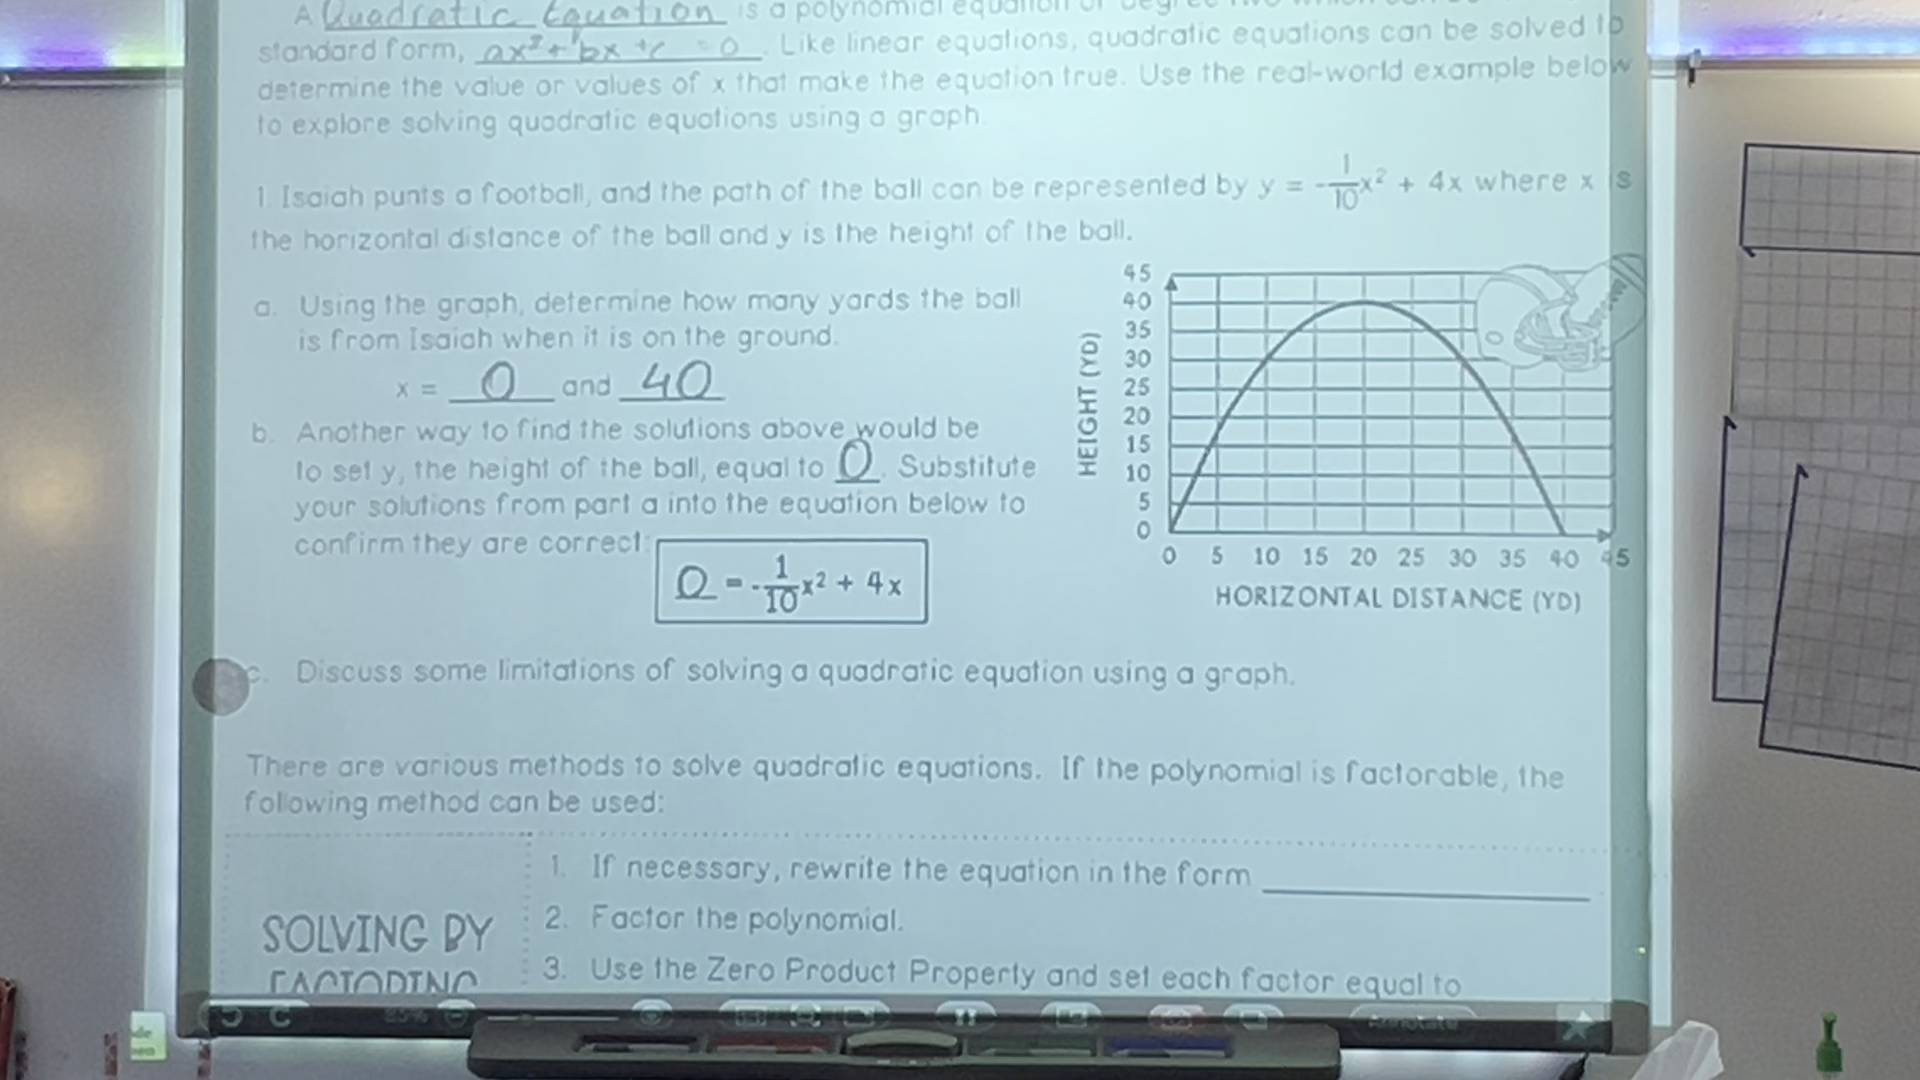 A Quadratic Equation is a polynomial equation of degree two which can be
standard form, ax²+bx+c = 0. Like linear equations, quadratic equations can be solved to
determine the value or values of x that make the equation true. Use the real-world example below
to explore solving quadratic equations using a graph.
1. Isaiah punts a football, and the path of the ball can be represented by y = -1/10x² + 4x where x is
the horizontal distance of the ball and y is the height of the ball.
a. Using the graph, determine how many yards the ball
is from Isaiah when it is on the ground.
x = 0 and 40
b. Another way to find the solutions above would be
to set y, the height of the ball, equal to 0. Substitute
your solutions from part a into the equation below to
confirm they are correct:
0 = -1/10x² + 4x
HEIGHT (YD)
45
40
35
30
25
20
15
10
5
0
0 5 10 15 20 25 30 35 40 45
HORIZONTAL DISTANCE (YD)
c. Discuss some limitations of solving a quadratic equation using a graph.
There are various methods to solve quadratic equations. If the polynomial is factorable, the
following method can be used:
SOLVING BY
FACTORING
1. If necessary, rewrite the equation in the form
2. Factor the polynomial.
3. Use the Zero Product Property and set each factor equal to
Annotate